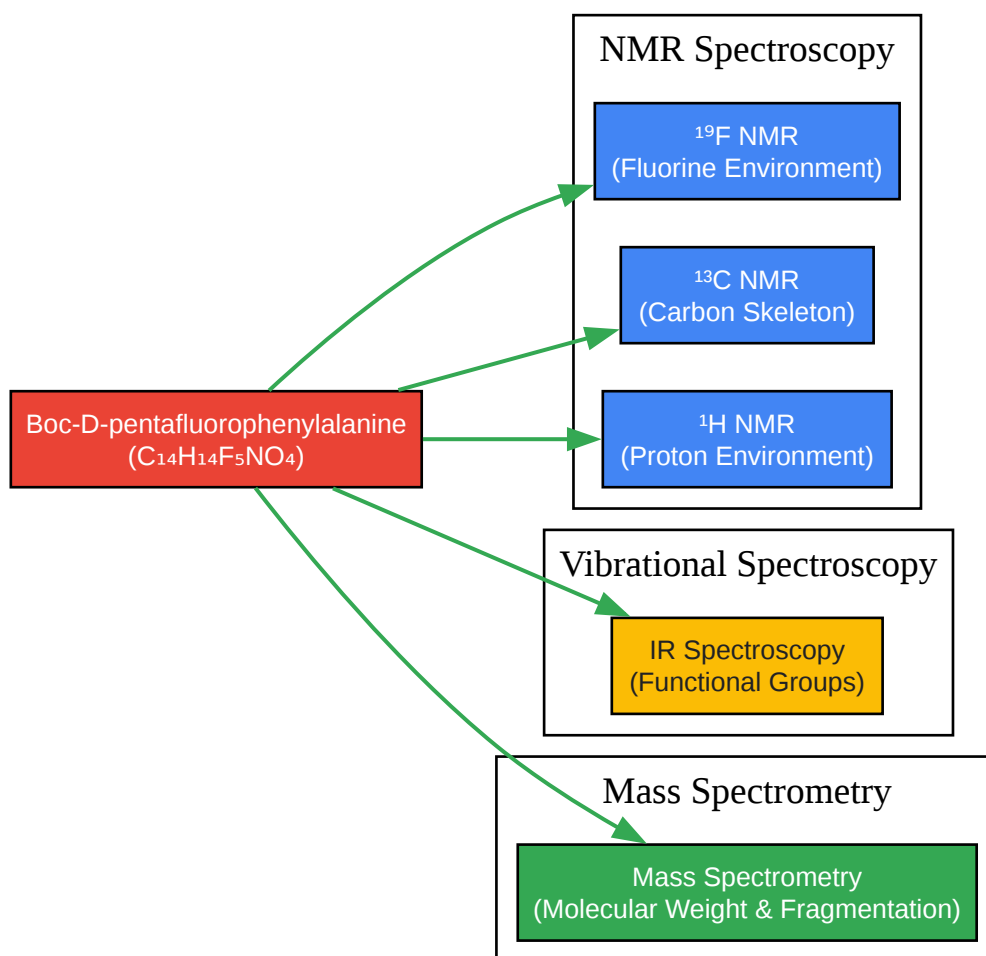 NMR Spectroscopy
¹⁹F NMR
(Fluorine Environment)
¹³C NMR
(Carbon Skeleton)
Boc-D-pentafluorophenylalanine
(C₁₄H₁₄F₅NO₄)
¹H NMR
(Proton Environment)
Vibrational Spectroscopy
IR Spectroscopy
(Functional Groups)
Mass Spectrometry
Mass Spectrometry
(Molecular Weight & Fragmentation)